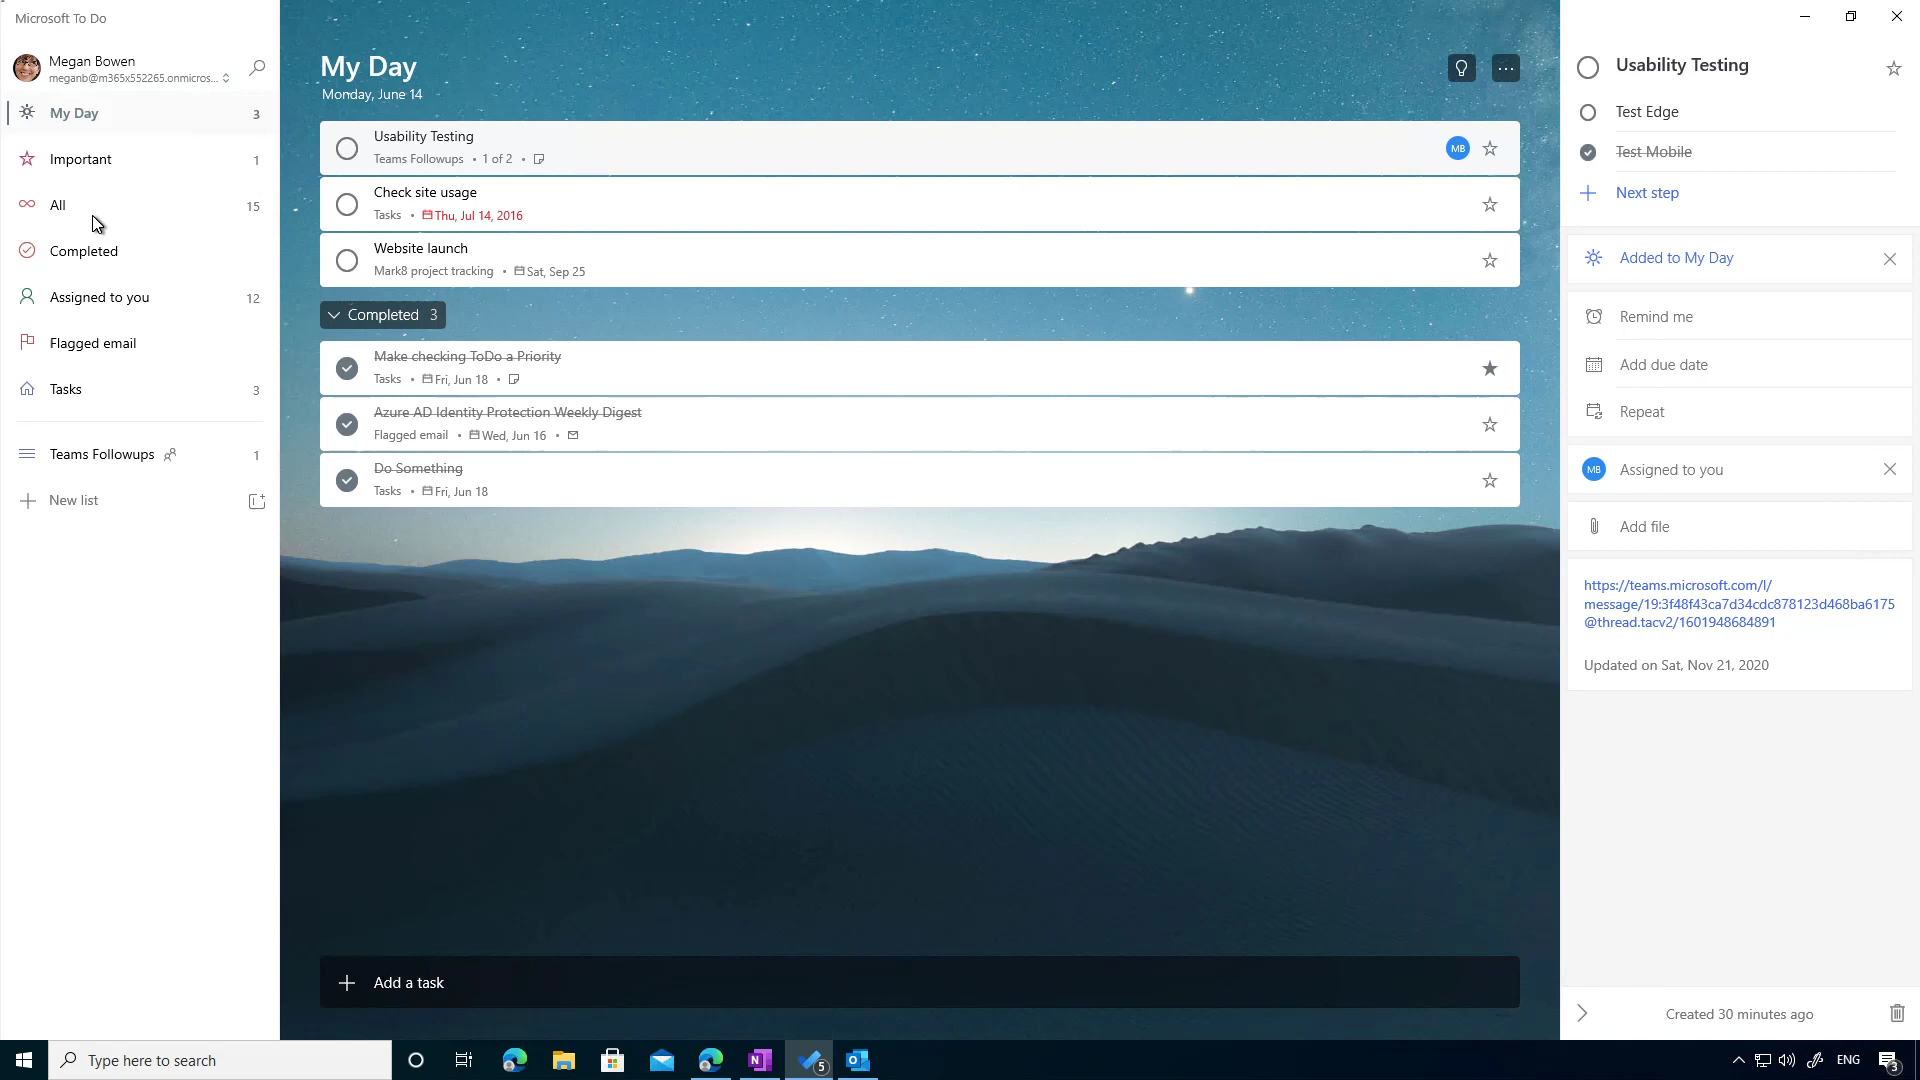 Microsoft To Do
Megan Bowen
meganb@m365x552265.onmicros...
My Day 3
Important 1
All 15
Completed
Assigned to you 12
Flagged email
Tasks 3
Teams Followups 1
New list
My Day
Monday, June 14
Usability Testing
Teams Followups • 1 of 2 •
MB
Check site usage
Tasks • Thu, Jul 14, 2016
Website launch
Mark8 project tracking • Sat, Sep 25
Completed 3
Make checking ToDo a Priority
Tasks • Fri, Jun 18 •
Azure AD Identity Protection Weekly Digest
Flagged email • Wed, Jun 16 •
Do Something
Tasks • Fri, Jun 18
Add a task
Usability Testing
Test Edge
Test Mobile
Next step
Added to My Day
Remind me
Add due date
Repeat
MB Assigned to you
Add file
https://teams.microsoft.com/l/
message/19:3f48f43ca7d34cdc878123d468ba6175
@thread.tacv2/1601948684891
Updated on Sat, Nov 21, 2020
Created 30 minutes ago
Type here to search
5
ENG
3